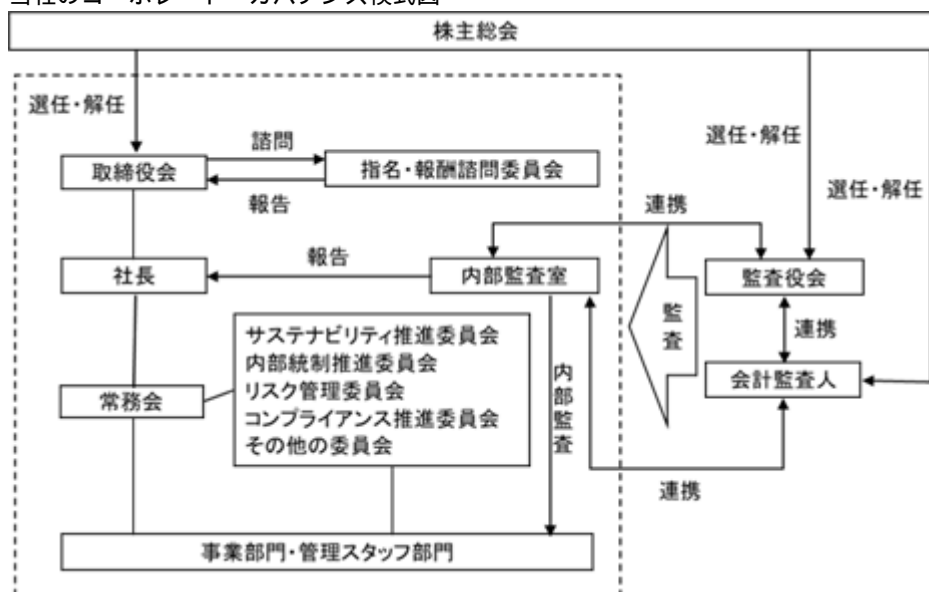 当社のコーポレート・ガバナンス模式図
株主総会
選任・解任
諮問
選任・解任
取締役会
指名・報酬諮問委員会
選任・解任
報告
連携
社長
報告
内部監査室
監査役会
監査
連携
サステナビリティ推進委員会
内部統制推進委員会
リスク管理委員会
コンプライアンス推進委員会
その他の委員会
内部監査
会計監査人
常務会
連携
事業部門・管理スタッフ部門